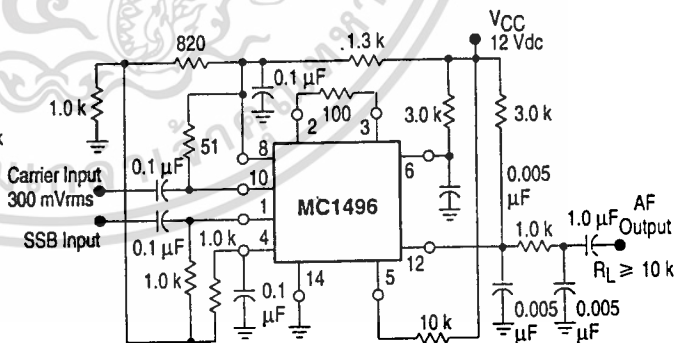 820
1.3 k
VCC
12 Vdc
1.0 k
0.1 µF
100
3.0 k
3.0 k
51
2
3
k
Carrier Input
300 mVrms
0.1 µF
8
10
MC1496
6
0.005
µF
SSB Input
0.1 µF
1
4
12
1.0 k
1.0 µF
AF
Output
1.0 k
1.0 k
0.1
µF
14
5
RL ≥ 10 k
10 k
0.005
µF
0.005
µF